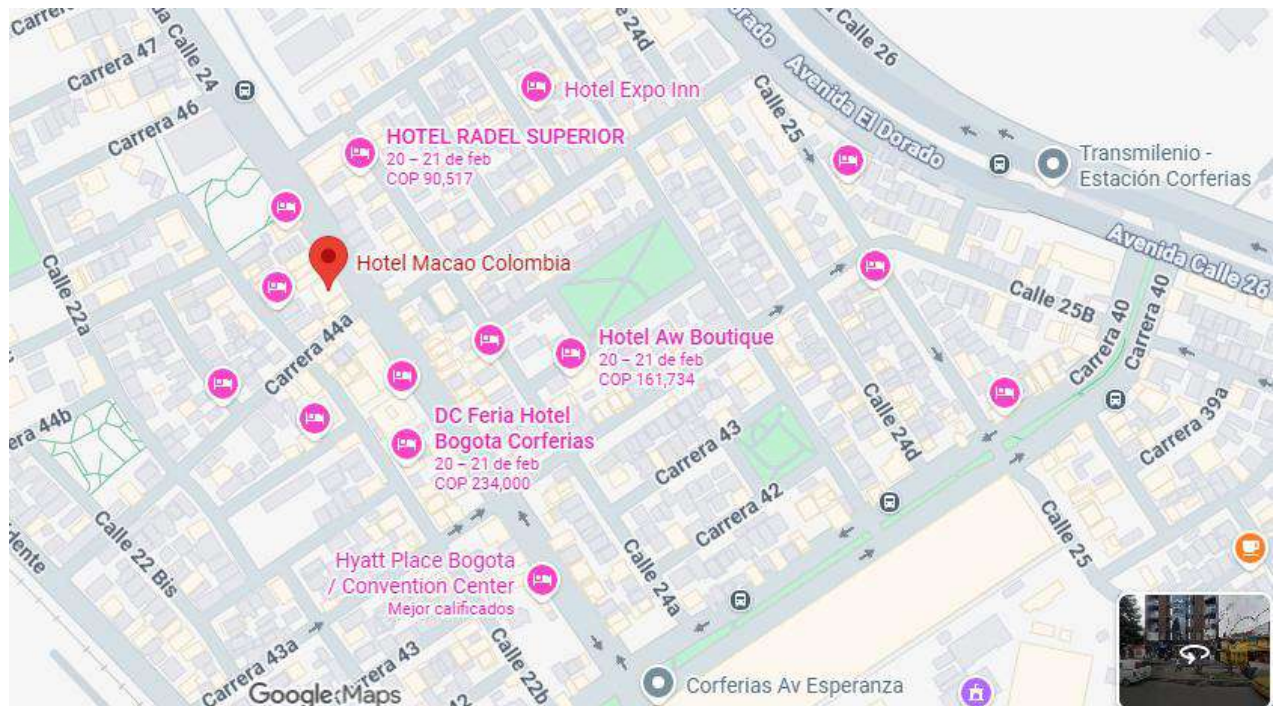 Carrera 47
Calle 24
Calle 26
Avenida El Dorado
Hotel Expo Inn
Calle 24d
Calle 25
Carrera 46
HOTEL RADEL SUPERIOR
20 – 21 de feb
COP 90,517
Transmilenio -
Estación Corferias
Calle 22a
Hotel Macao Colombia
Avenida Calle 26
Calle 25B
Carrera 40
Carrera 40
Carrera 44a
Hotel Aw Boutique
20 – 21 de feb
COP 161,734
DC Feria Hotel
Bogota Corferias
20 – 21 de feb
COP 234,000
era 44b
Carrera 43
Calle 24d
Carrera 39a
Carrera 42
Calle 22 Bis
Calle 25
dente
Hyatt Place Bogota
/ Convention Center
Mejor calificados
Calle 24a
Carrera 43a
Carrera 43
Calle 22b
Corferias Av Esperanza
Google Maps